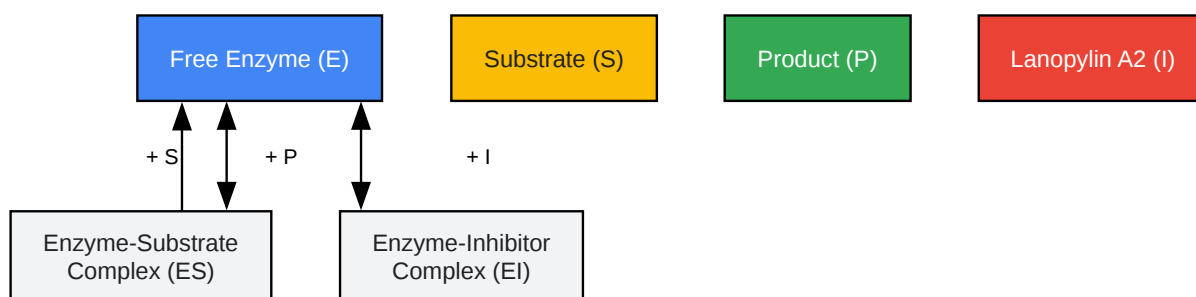 Free Enzyme (E)
Substrate (S)
Product (P)
Lanopylin A2 (I)
+ S
+ P
+ I
Enzyme-Substrate
Complex (ES)
Enzyme-Inhibitor
Complex (EI)